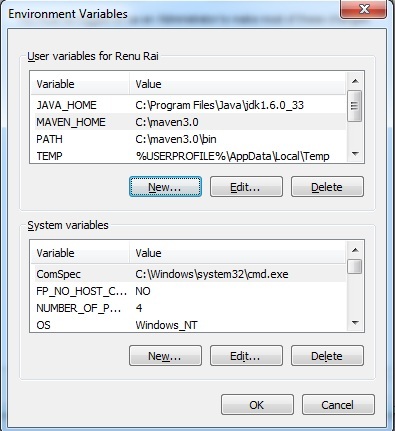 Environment Variables
User variables for Renu Rai
Variable Value
JAVA_HOME C:\Program Files\Java\jdk1.6.0_33
MAVEN_HOME C:\maven3.0
PATH C:\maven3.0\bin
TEMP %USERPROFILE%\AppData\Local\Temp
New... Edit... Delete
System variables
Variable Value
ComSpec C:\Windows\system32\cmd.exe
FP_NO_HOST_C... NO
NUMBER_OF_P... 4
OS Windows_NT
New... Edit... Delete
OK Cancel